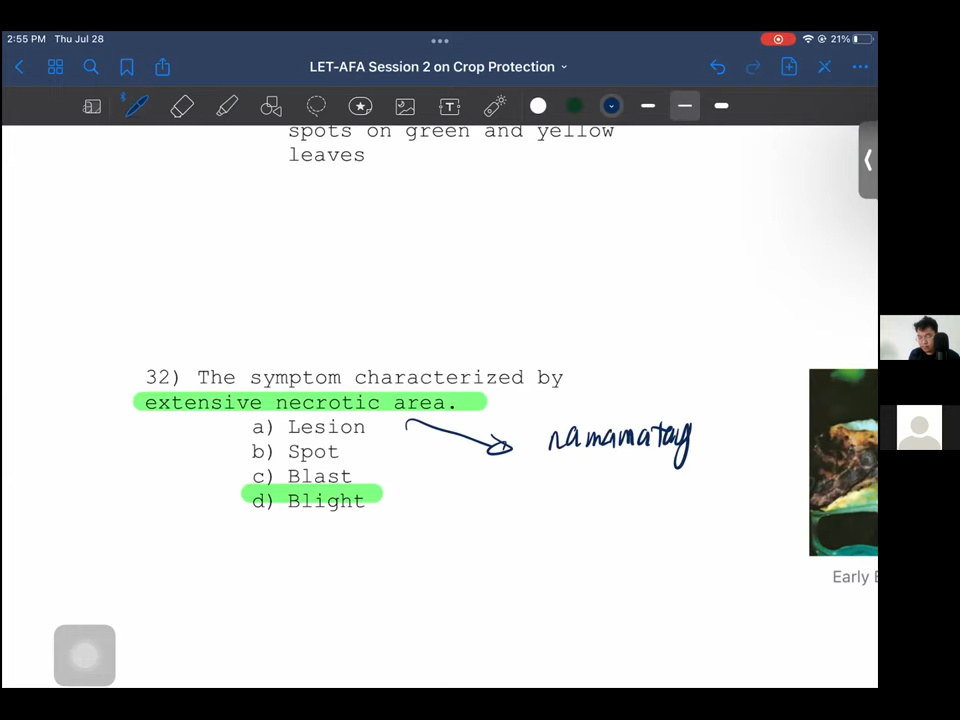 2:55 PM Thu Jul 28
21%
LET-AFA Session 2 on Crop Protection
T
spots on green and yellow
leaves
32) The symptom characterized by
extensive necrotic area.
a) Lesion
b) Spot
c) Blast
d) Blight
namamatay
Early